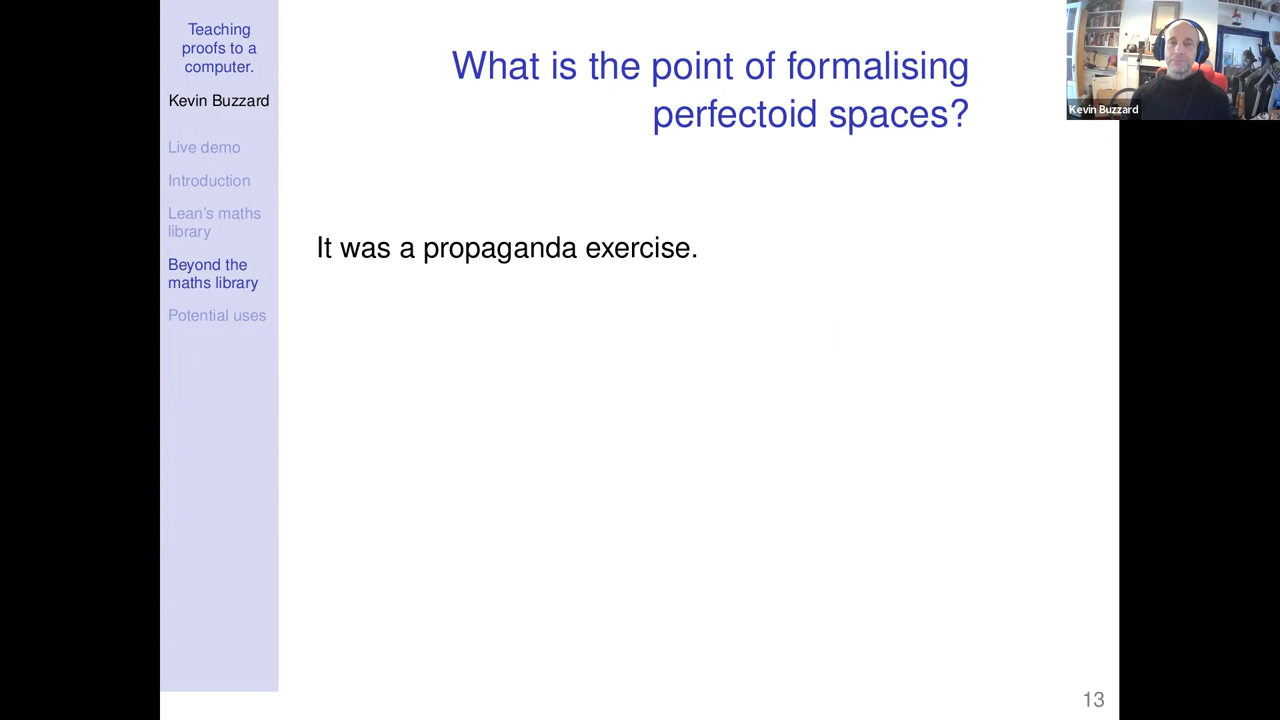 Teaching
proofs to a
computer.
Kevin Buzzard
Live demo
Introduction
Lean's maths
library
Beyond the
maths library
Potential uses
What is the point of formalising
perfectoid spaces?
It was a propaganda exercise.
13
Kevin Buzzard